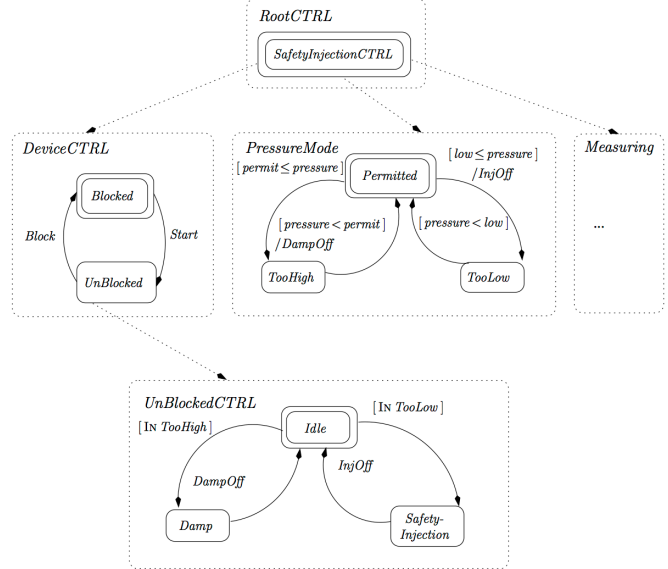 RootCTRL
SafetyInjectionCTRL
DeviceCTRL
Blocked
Block
Start
UnBlocked
PressureMode
[ permit ≤ pressure ]
Permitted
[ low ≤ pressure ]
/ InjOff
[ pressure < permit ]
/ DampOff
[ pressure < low ]
TooHigh
TooLow
Measuring
...
UnBlockedCTRL
[ IN TooHigh ]
Idle
[ IN TooLow ]
DampOff
InjOff
Damp
Safety-
Injection